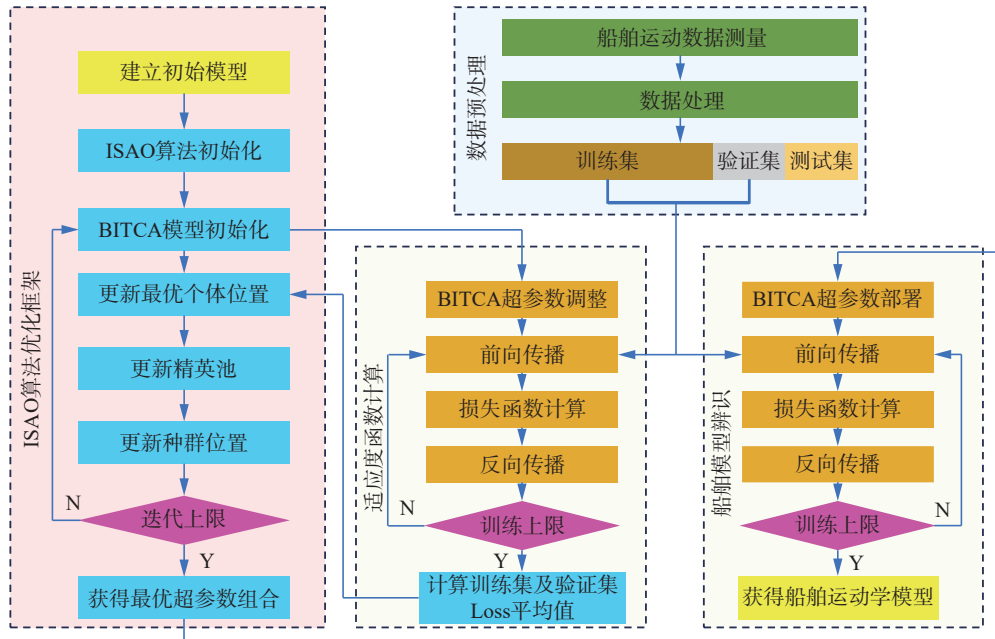 ISAO算法优化框架
建立初始模型
ISAO算法初始化
BITCA模型初始化
更新最优个体位置
更新精英池
更新种群位置
迭代上限
N
Y
获得最优超参数组合
数据预处理
船舶运动数据测量
数据处理
训练集
验证集
测试集
适应度函数计算
BITCA超参数调整
前向传播
损失函数计算
反向传播
训练上限
N
Y
计算训练集及验证集
Loss平均值
船舶模型辨识
BITCA超参数部署
前向传播
损失函数计算
反向传播
训练上限
N
Y
获得船舶运动学模型